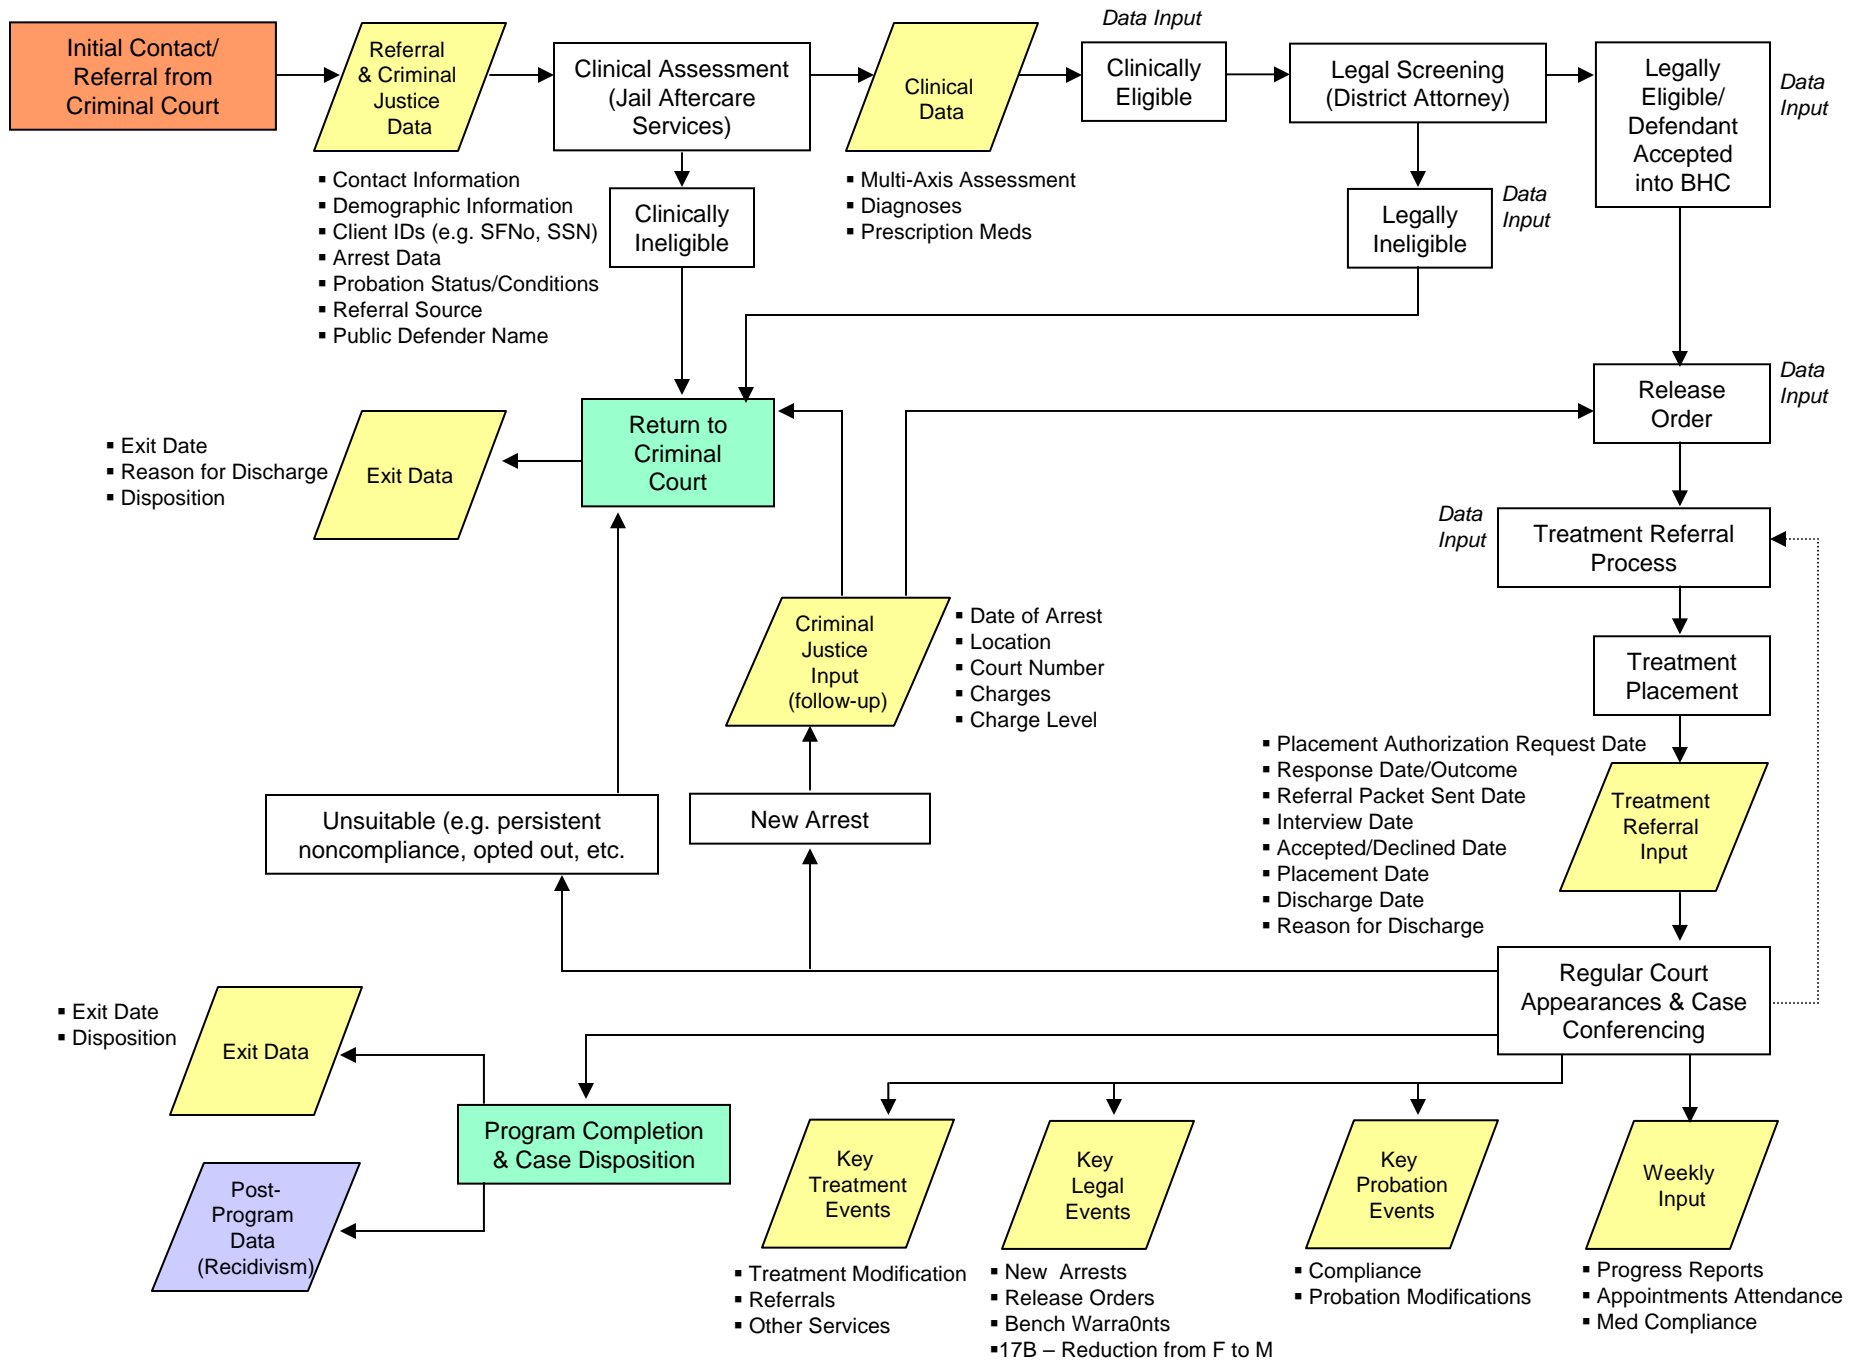 Initial Contact/
Referral from
Criminal Court
Referral
& Criminal
Justice
Data
Clinical Assessment
(Jail Aftercare
Services)
Clinical
Data
Data Input
Clinically
Eligible
Legal Screening
(District Attorney)
Legally
Eligible/
Defendant
Accepted
into BHC
Data
Input
▪ Contact Information
▪ Demographic Information
▪ Client IDs (e.g. SFNo, SSN)
▪ Arrest Data
▪ Probation Status/Conditions
▪ Referral Source
▪ Public Defender Name
Clinically
Ineligible
▪ Multi-Axis Assessment
▪ Diagnoses
▪ Prescription Meds
Legally
Ineligible
Data
Input
Release
Order
Data
Input
▪ Exit Date
▪ Reason for Discharge
▪ Disposition
Exit Data
Return to
Criminal
Court
Data
Input
Treatment Referral
Process
Criminal
Justice
Input
(follow-up)
▪ Date of Arrest
▪ Location
▪ Court Number
▪ Charges
▪ Charge Level
Treatment
Placement
Unsuitable (e.g. persistent
noncompliance, opted out, etc.
New Arrest
▪ Placement Authorization Request Date
▪ Response Date/Outcome
▪ Referral Packet Sent Date
▪ Interview Date
▪ Accepted/Declined Date
▪ Placement Date
▪ Discharge Date
▪ Reason for Discharge
Treatment
Referral
Input
Regular Court
Appearances & Case
Conferencing
▪ Exit Date
▪ Disposition
Exit Data
Program Completion
& Case Disposition
Post-
Program
Data
(Recidivism)
Key
Treatment
Events
Key
Legal
Events
Key
Probation
Events
Weekly
Input
▪ Treatment Modification
▪ Referrals
▪ Other Services
▪ New  Arrests
▪ Release Orders
▪ Bench Warra0nts
▪17B – Reduction from F to M
▪ Compliance
▪ Probation Modifications
▪ Progress Reports
▪ Appointments Attendance
▪ Med Compliance